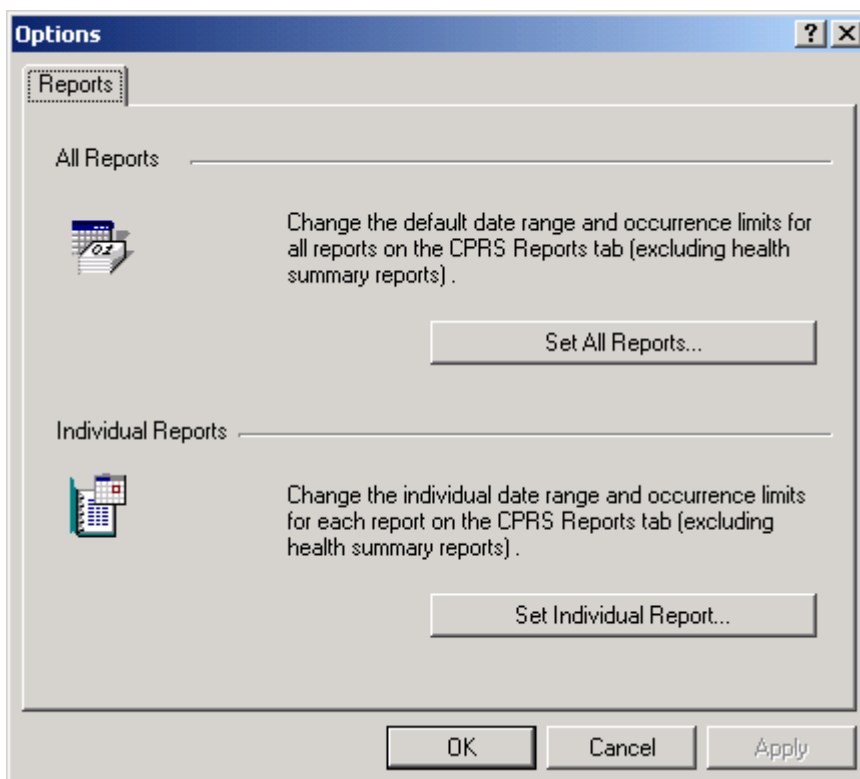 Options
Reports
All Reports
Change the default date range and occurrence limits for
all reports on the CPRS Reports tab (excluding health
summary reports) .
Set All Reports...
Individual Reports
Change the individual date range and occurrence limits
for each report on the CPRS Reports tab (excluding
health summary reports) .
Set Individual Report...
OK Cancel Apply